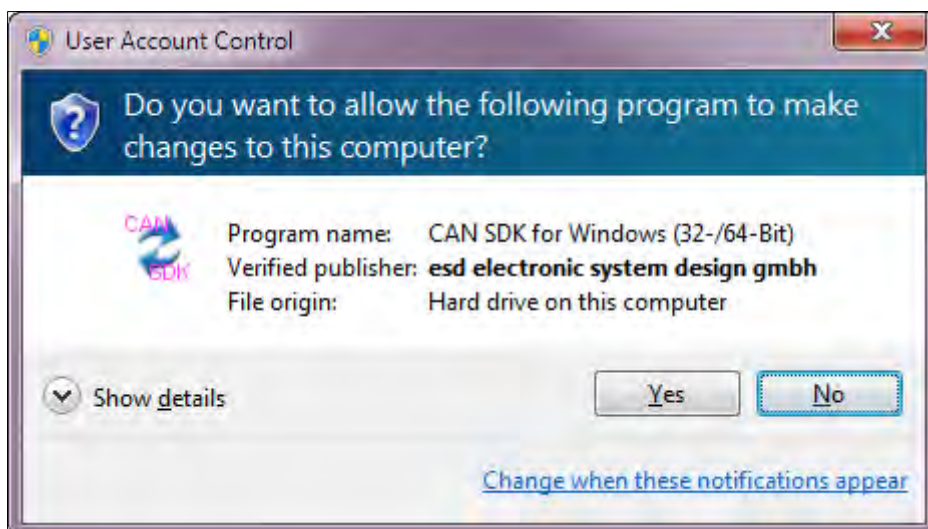 User Account Control
Do you want to allow the following program to make
changes to this computer?
CAN
SDK
Program name: CAN SDK for Windows (32-/64-Bit)
Verified publisher: esd electronic system design gmbh
File origin: Hard drive on this computer
Show details
Yes
No
Change when these notifications appear